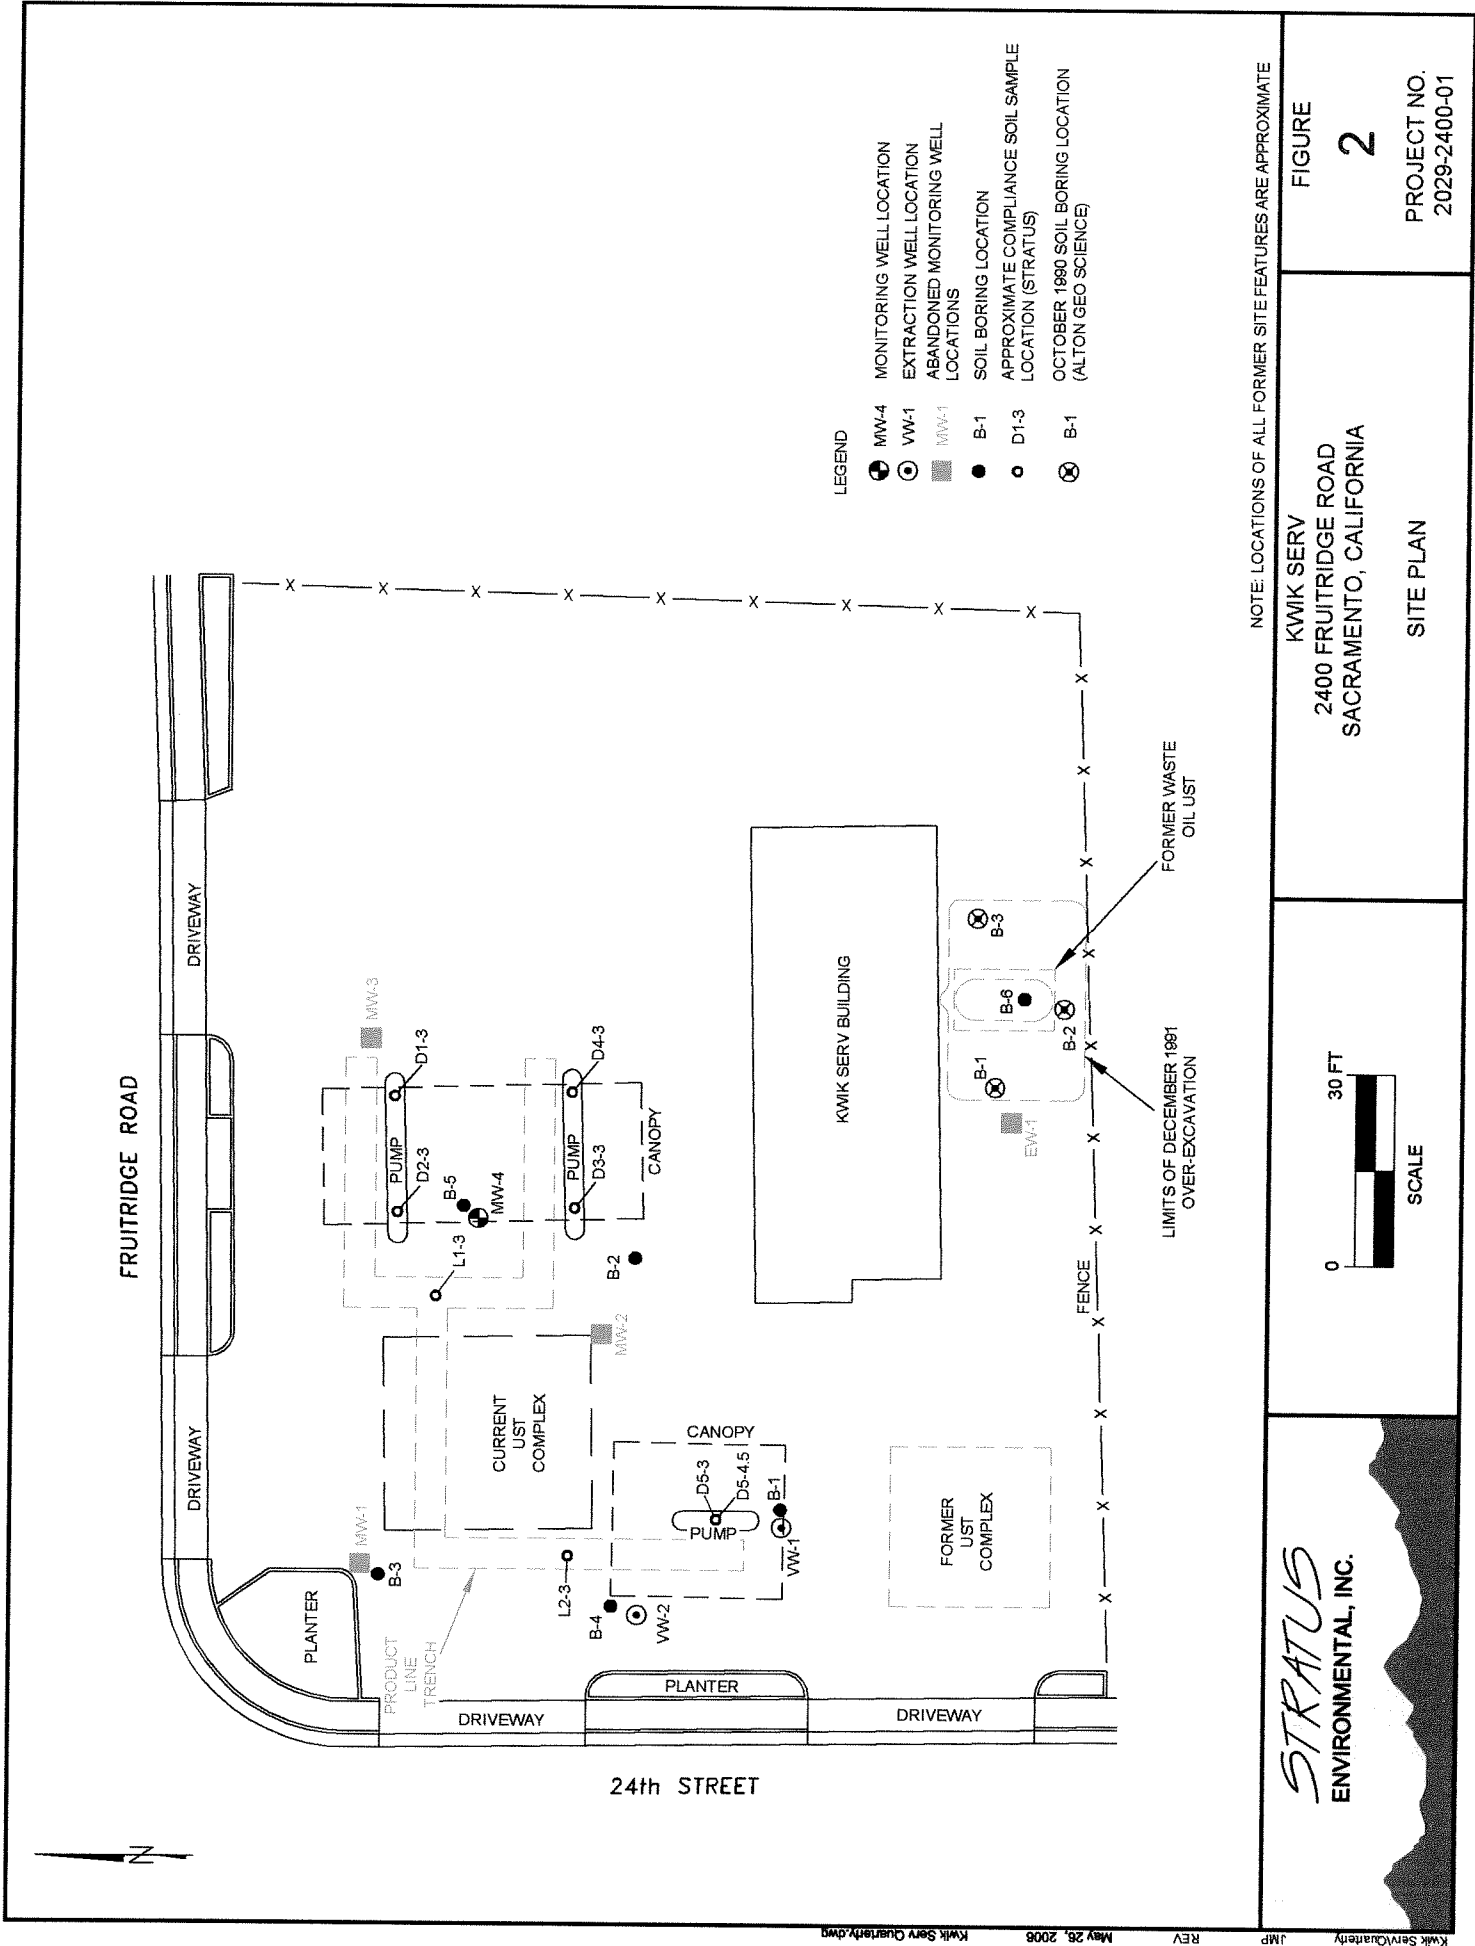 FRUITRIDGE ROAD
DRIVEWAY
DRIVEWAY
PLANTER
MW-1
B-3
MW-3
PUMP
D1-3
D2-3
B-5
MW-4
L1-3
PUMP
D4-3
D3-3
CANOPY
B-2
MW-2
CURRENT
UST
COMPLEX
PRODUCT
LINE
TRENCH
L2-3
B-4
VW-2
CANOPY
D5-3
D5-4.5
PUMP
B-1
VW-1
PLANTER
DRIVEWAY
DRIVEWAY
24th STREET
N
FORMER
UST
COMPLEX
KWIK SERV BUILDING
B-3
B-6
B-2
B-1
EW-1
FENCE
FORMER WASTE
OIL UST
LIMITS OF DECEMBER 1991
OVER-EXCAVATION
LEGEND
MW-4 MONITORING WELL LOCATION
VW-1 EXTRACTION WELL LOCATION
MW-1 ABANDONED MONITORING WELL
LOCATIONS
B-1 SOIL BORING LOCATION
D1-3 APPROXIMATE COMPLIANCE SOIL SAMPLE
LOCATION (STRATUS)
B-1 OCTOBER 1990 SOIL BORING LOCATION
(ALTON GEO SCIENCE)
NOTE: LOCATIONS OF ALL FORMER SITE FEATURES ARE APPROXIMATE
STRATUS
ENVIRONMENTAL, INC.
0 30 FT
SCALE
KWIK SERV
2400 FRUITRIDGE ROAD
SACRAMENTO, CALIFORNIA
SITE PLAN
FIGURE
2
PROJECT NO.
2029-2400-01
Kwik Serv\Quarterly
JMP
REV
May 26, 2006
Kwik Serv Quarterly.dwg